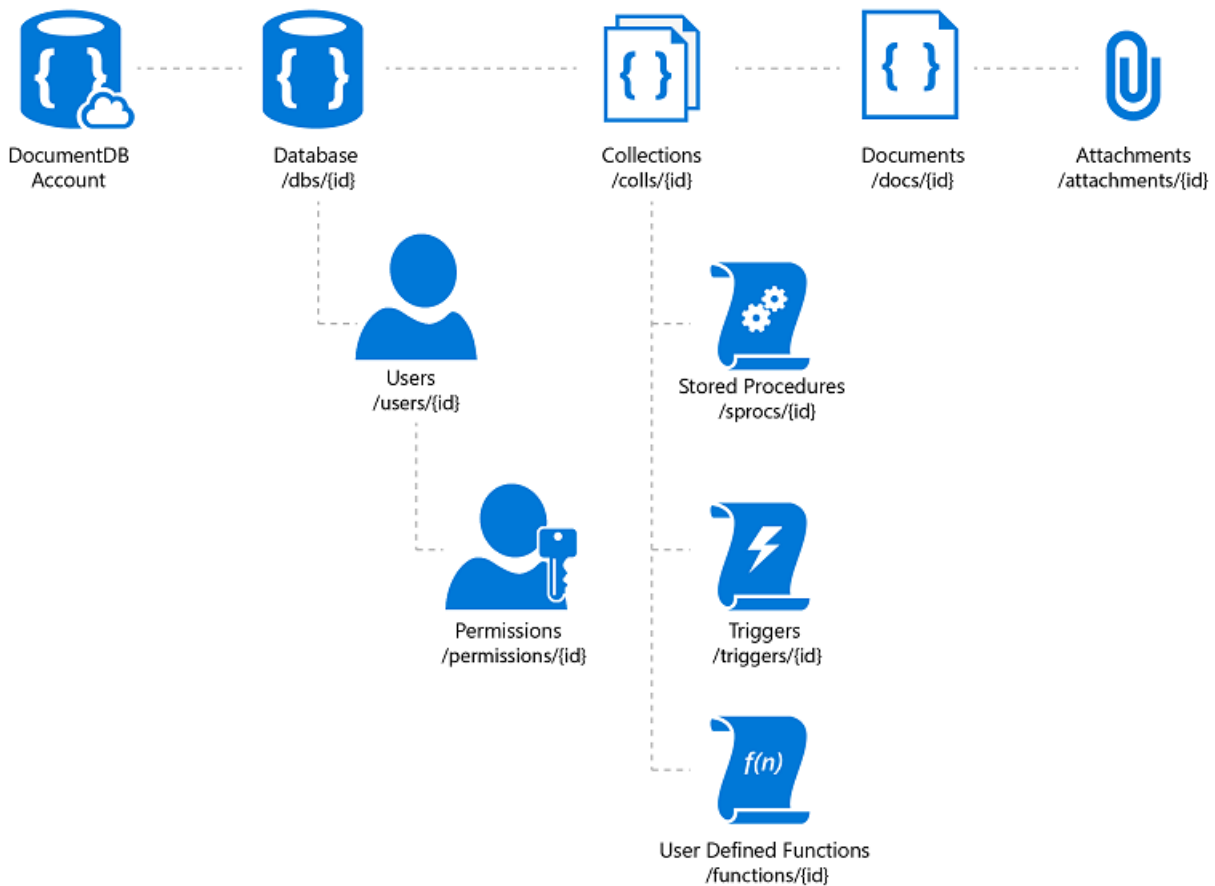 DocumentDB
Account
Database
/dbs/{id}
Collections
/colls/{id}
Documents
/docs/{id}
Attachments
/attachments/{id}
Users
/users/{id}
Stored Procedures
/sprocs/{id}
Permissions
/permissions/{id}
Triggers
/triggers/{id}
f(n)
User Defined Functions
/functions/{id}